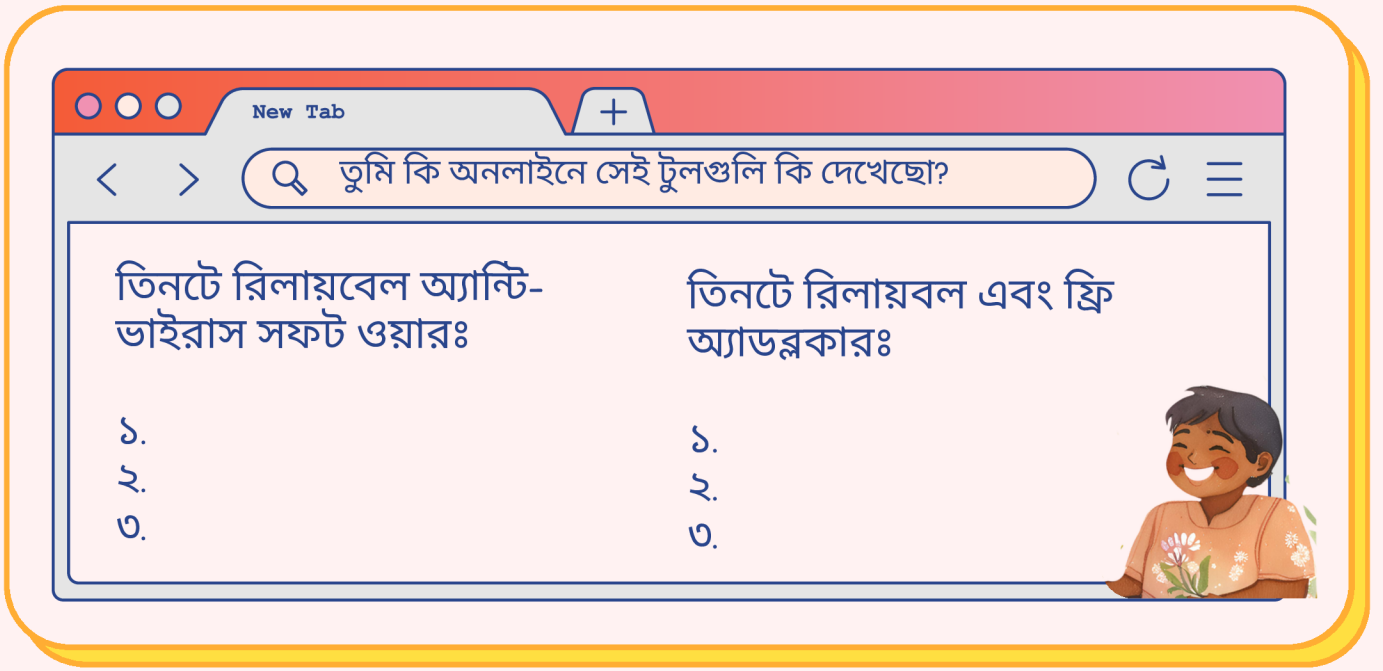 New Tab
তুমি কি অনলাইনে সেই টুলগুলি কি দেখেছো?
তিনটে রিলায়বেল অ্যান্টি-
ভাইরাস সফট ওয়ারঃ
১.
২.
৩.
তিনটে রিলায়বল এবং ফ্রি
অ্যাডব্লকারঃ
১.
২.
৩.